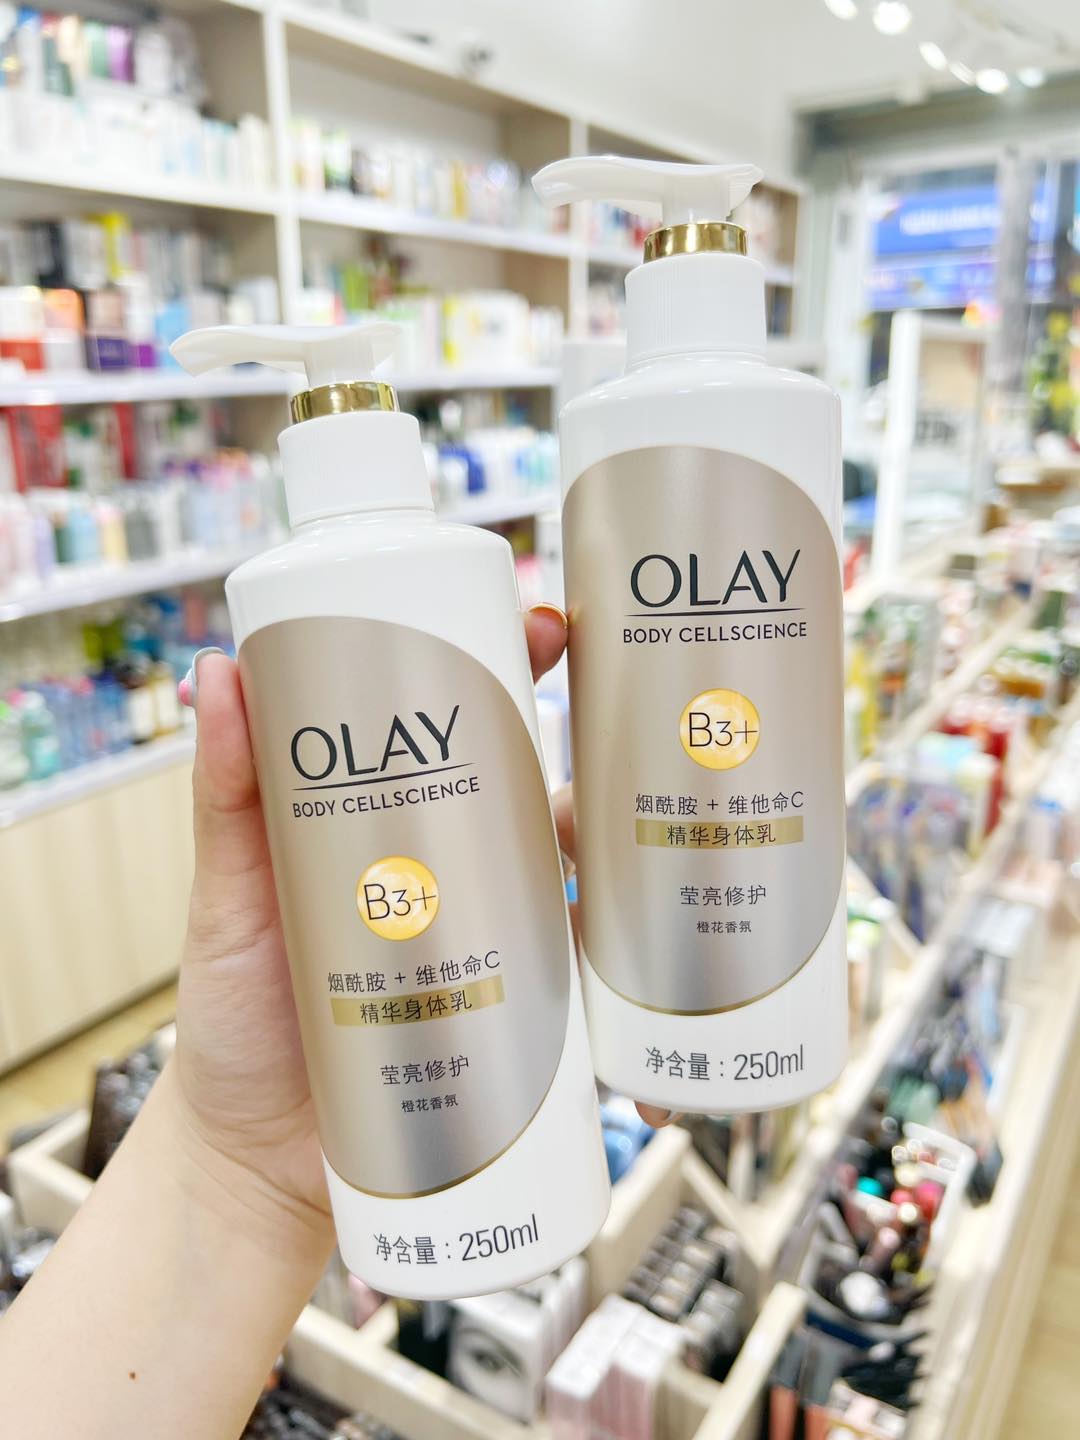 OLAY
BODY CELLSCIENCE
B3+
烟酰胺 + 维他命C
精华身体乳
莹亮修护
橙花香氛
净含量：250ml
OLAY
BODY CELLSCIENCE
B3+
烟酰胺 + 维他命C
精华身体乳
莹亮修护
橙花香氛
净含量：250ml